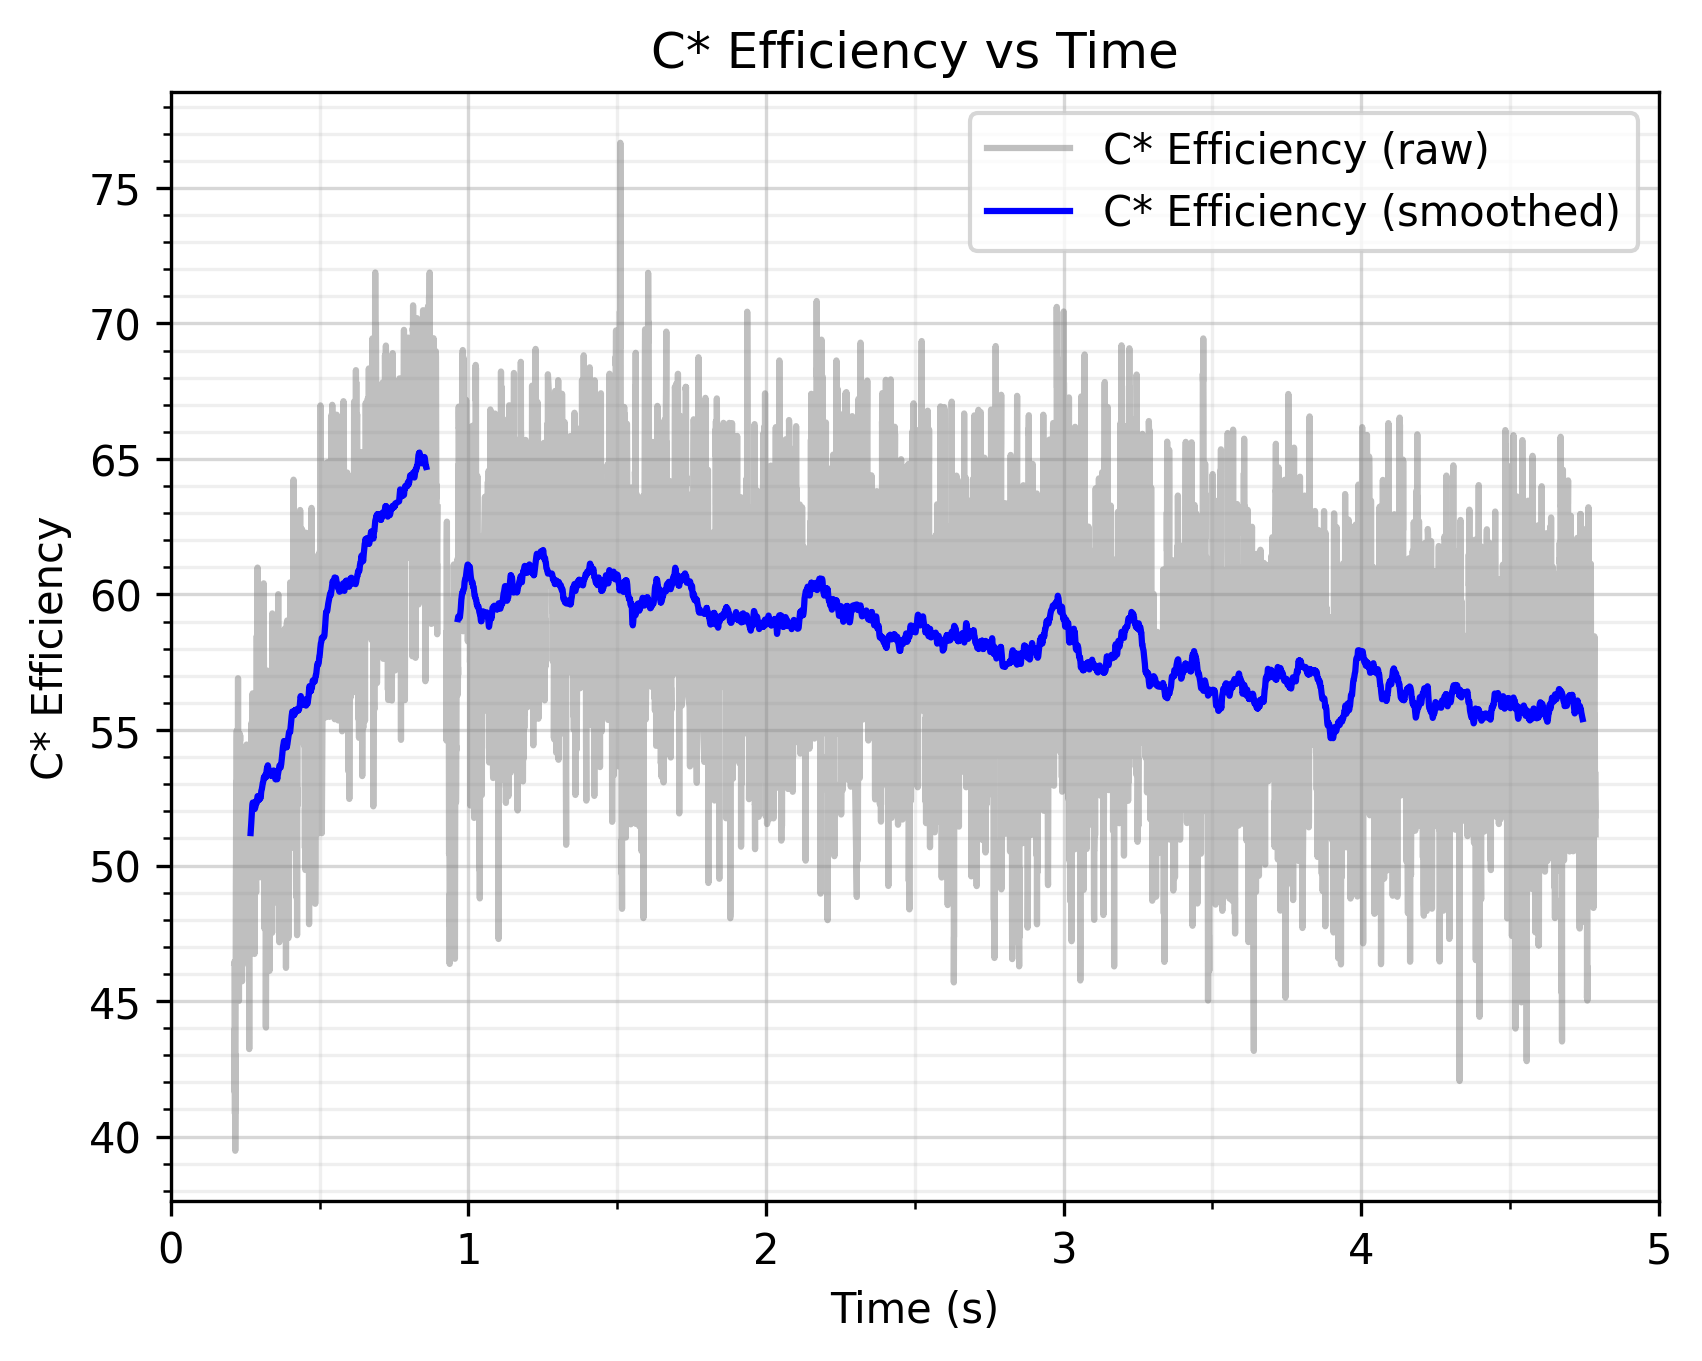 C* Efficiency vs Time
C* Efficiency (raw)
C* Efficiency (smoothed)
C* Efficiency
75
70
65
60
55
50
45
40
0 1 2 3 4 5
Time (s)